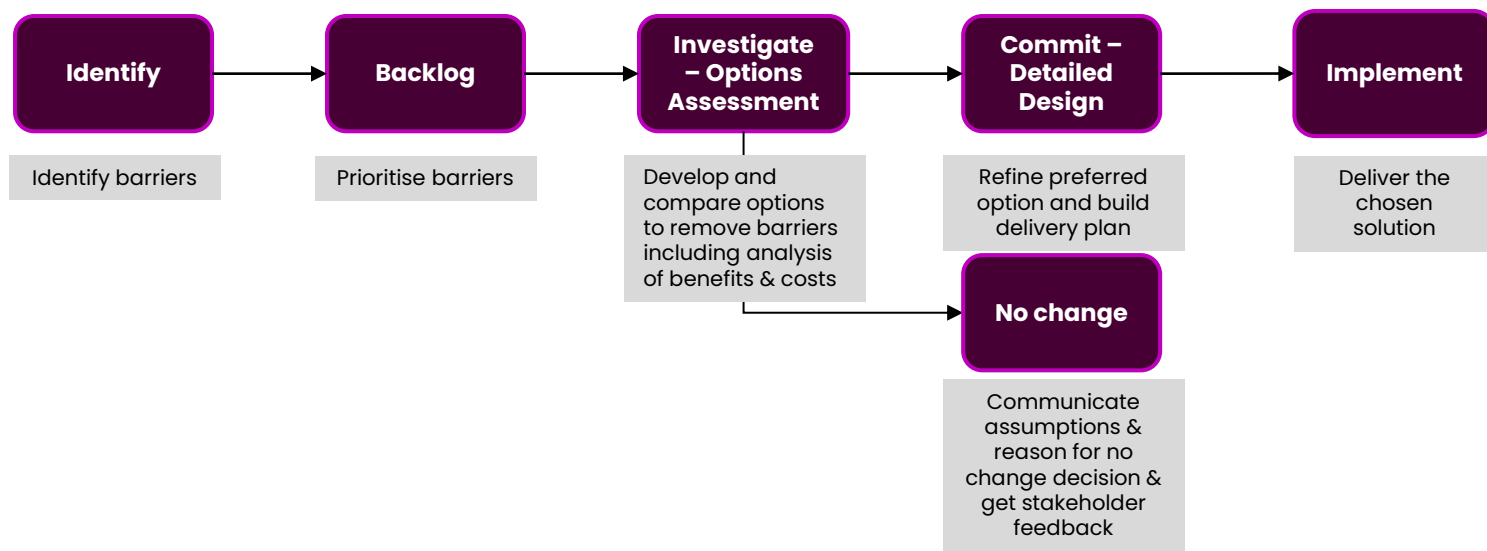 Identify
Backlog
Investigate
– Options
Assessment
Commit –
Detailed
Design
Implement
Identify barriers
Prioritise barriers
Develop and
compare options
to remove barriers
including analysis
of benefits & costs
Refine preferred
option and build
delivery plan
Deliver the
chosen
solution
No change
Communicate
assumptions &
reason for no
change decision &
get stakeholder
feedback